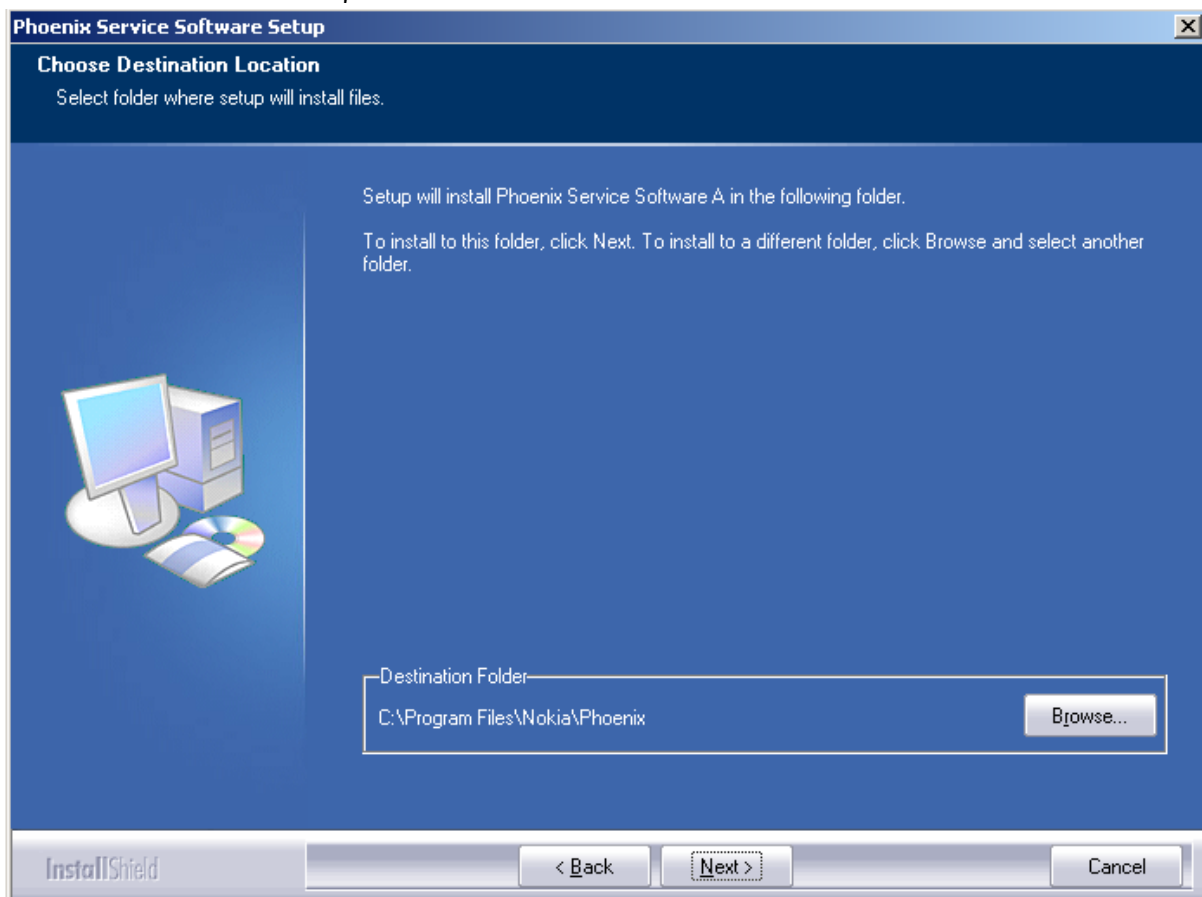 Phoenix Service Software Setup
Choose Destination Location
Select folder where setup will install files.
Setup will install Phoenix Service Software A in the following folder.
To install to this folder, click Next. To install to a different folder, click Browse and select another
folder.
Destination Folder
C:\Program Files\Nokia\Phoenix
Browse...
InstallShield
< Back
Next >
Cancel